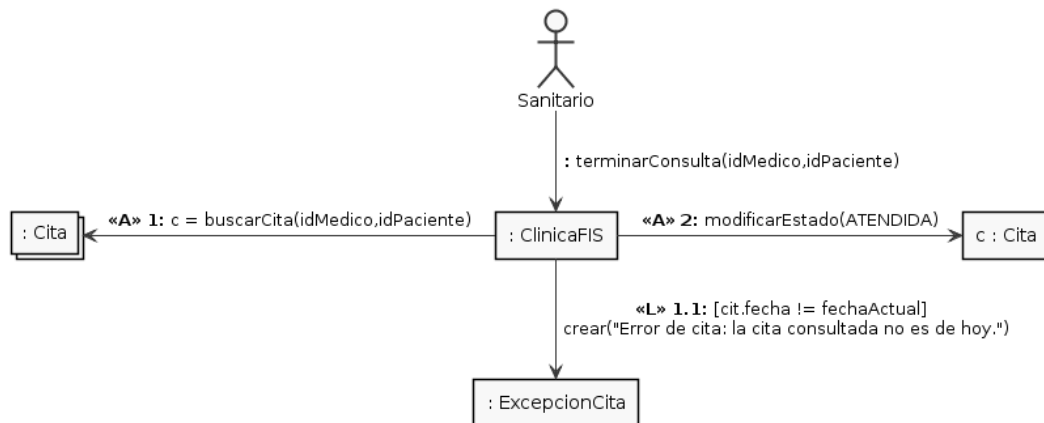 Sanitario
: terminarConsulta(idMedico,idPaciente)
: Cita
«A» 1: c = buscarCita(idMedico,idPaciente)
: ClinicaFIS
«A» 2: modificarEstado(ATENDIDA)
c : Cita
«L» 1.1: [cit.fecha != fechaActual]
crear("Error de cita: la cita consultada no es de hoy.")
: ExcepcionCita